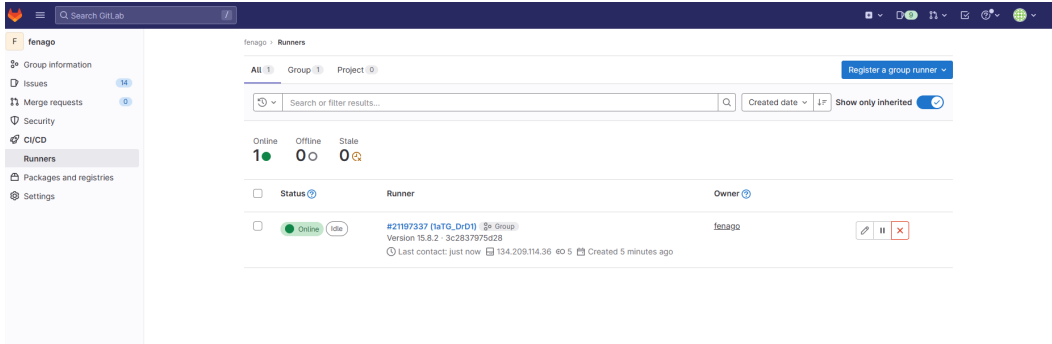 Search GitLab /
9
F fenago
Group information
Issues 14
Merge requests 0
Security
CI/CD
Runners
Packages and registries
Settings
fenago › Runners
All 1 Group 1 Project 0
Register a group runner
Search or filter results...
Created date
Show only inherited
Online Offline Stale
1 0 0
Status Runner Owner
Online Idle
#21197337 (1aTG_DrD1) Group
fenago
Version 15.8.2 · 3c2837975d28
Last contact: just now 134.209.114.36 5 Created 5 minutes ago